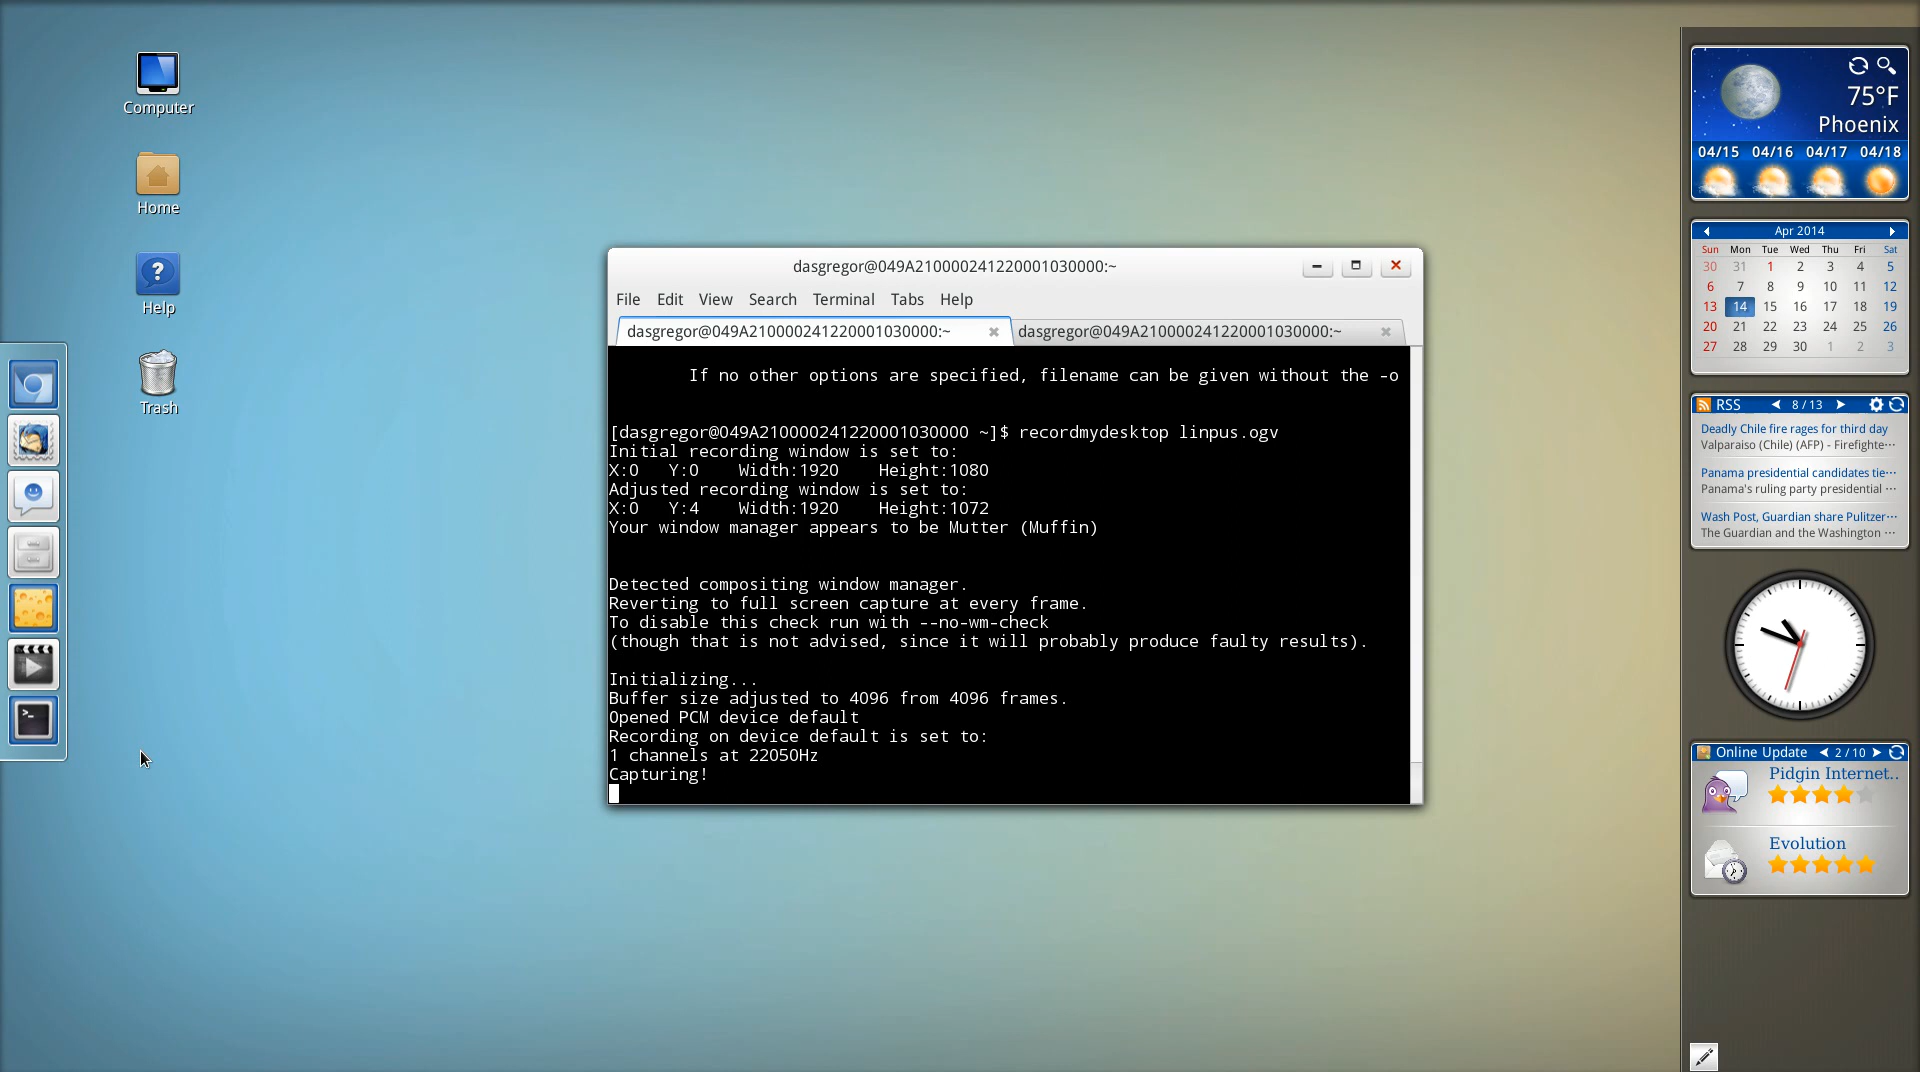 Computer
Home
Help
Trash
dasgregor@049A210000241220001030000:~
File Edit View Search Terminal Tabs Help
dasgregor@049A210000241220001030000:~
dasgregor@049A210000241220001030000:~
If no other options are specified, filename can be given without the -o
[dasgregor@049A210000241220001030000 ~]$ recordmydesktop linpus.ogv
Initial recording window is set to:
X:0 Y:0 Width:1920 Height:1080
Adjusted recording window is set to:
X:0 Y:4 Width:1920 Height:1072
Your window manager appears to be Mutter (Muffin)
Detected compositing window manager.
Reverting to full screen capture at every frame.
To disable this check run with --no-wm-check
(though that is not advised, since it will probably produce faulty results).
Initializing...
Buffer size adjusted to 4096 from 4096 frames.
Opened PCM device default
Recording on device default is set to:
1 channels at 22050Hz
Capturing!
75°F
Phoenix
04/15 04/16 04/17 04/18
Apr 2014
Sun Mon Tue Wed Thu Fri Sat
30 31 1 2 3 4 5
6 7 8 9 10 11 12
13 14 15 16 17 18 19
20 21 22 23 24 25 26
27 28 29 30 1 2 3
RSS 8/13
Deadly Chile fire rages for third day
Valparaiso (Chile) (AFP) - Firefighte···
Panama presidential candidates tie···
Panama's ruling party presidential ···
Wash Post, Guardian share Pulitzer···
The Guardian and the Washington ···
Online Update 2/10
Pidgin Internet..
Evolution